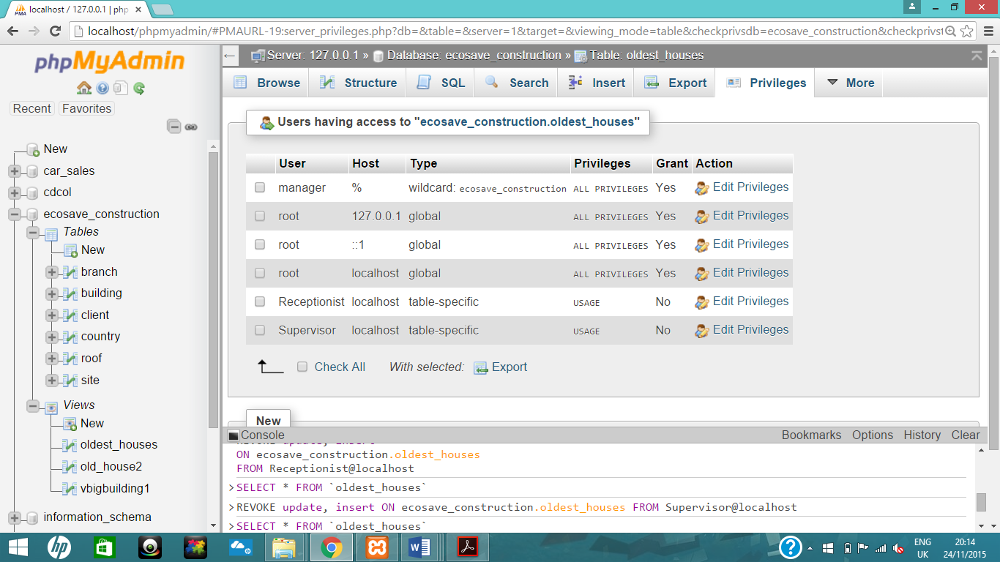 localhost / 127.0.0.1 | php
localhost/phpmyadmin/#PMAURL-19:server_privileges.php?db=&table=&server=1&target=&viewing_mode=table&checkprivsdb=ecosave_construction&checkprivst
phpMyAdmin
Recent Favorites
New
car_sales
cdcol
ecosave_construction
Tables
New
branch
building
client
country
roof
site
Views
New
oldest_houses
old_house2
vbigbuilding1
information_schema
Server: 127.0.0.1 » Database: ecosave_construction » Table: oldest_houses
Browse Structure SQL Search Insert Export Privileges More
Users having access to "ecosave_construction.oldest_houses"
User Host Type Privileges Grant Action
manager % wildcard: ecosave_construction ALL PRIVILEGES Yes Edit Privileges
root 127.0.0.1 global ALL PRIVILEGES Yes Edit Privileges
root ::1 global ALL PRIVILEGES Yes Edit Privileges
root localhost global ALL PRIVILEGES Yes Edit Privileges
Receptionist localhost table-specific USAGE No Edit Privileges
Supervisor localhost table-specific USAGE No Edit Privileges
Check All With selected: Export
New
Console Bookmarks Options History Clear
REVOKE update, insert
ON ecosave_construction.oldest_houses
FROM Receptionist@localhost
>SELECT * FROM `oldest_houses`
>REVOKE update, insert ON ecosave_construction.oldest_houses FROM Supervisor@localhost
>SELECT * FROM `oldest_houses`
ENG 20:14
UK 24/11/2015